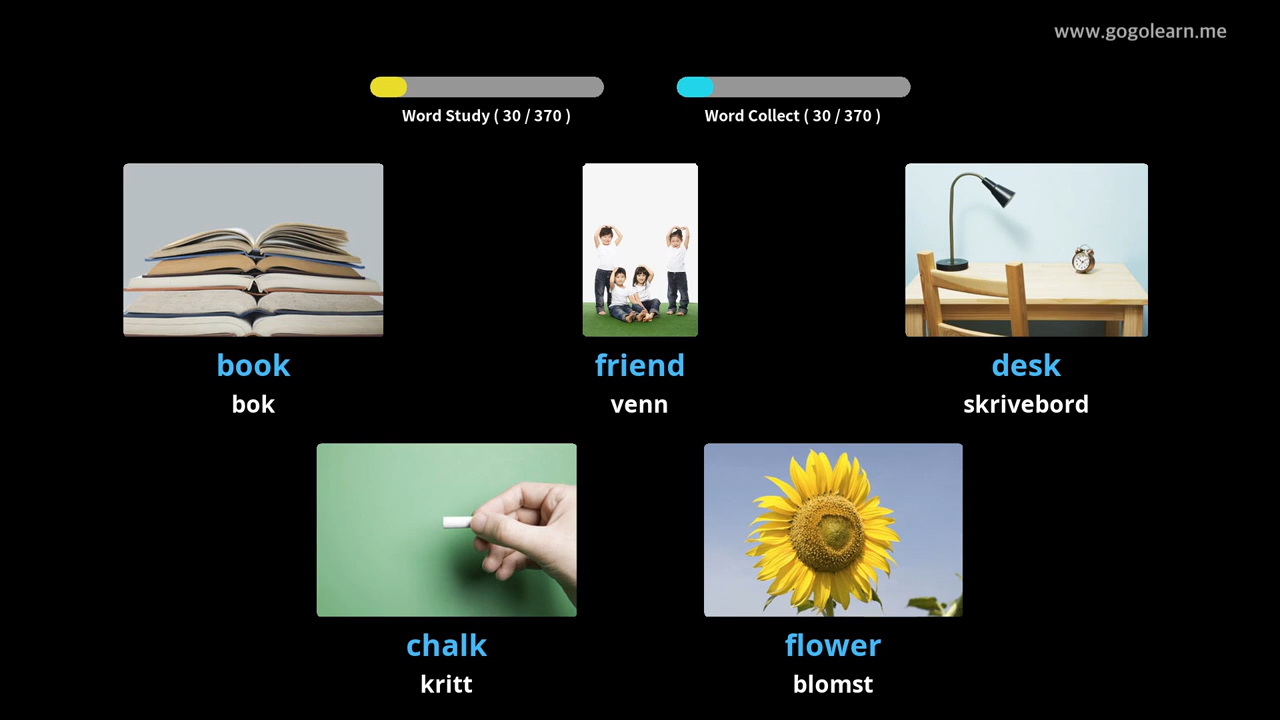 www.gogolearn.me
Word Study ( 30 / 370 )
Word Collect ( 30 / 370 )
book
bok
friend
venn
desk
skrivebord
chalk
kritt
flower
blomst